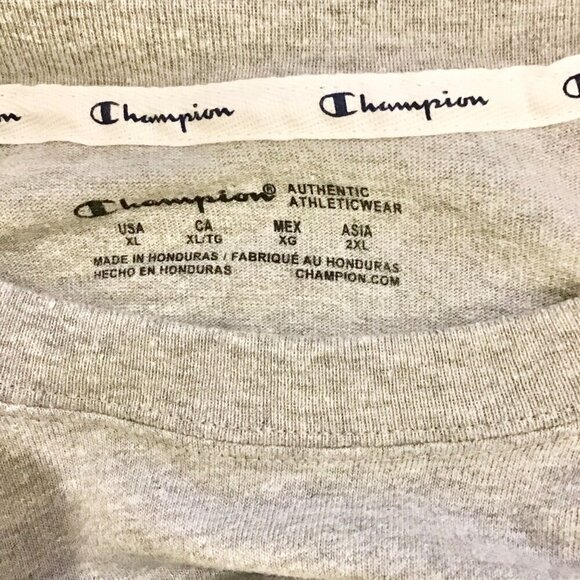 Champion Champion
Champion® AUTHENTIC
ATHLETICWEAR
USA CA MEX ASIA
XL XL/TG XG 2XL
MADE IN HONDURAS / FABRIQUÉ AU HONDURAS
HECHO EN HONDURAS CHAMPION.COM